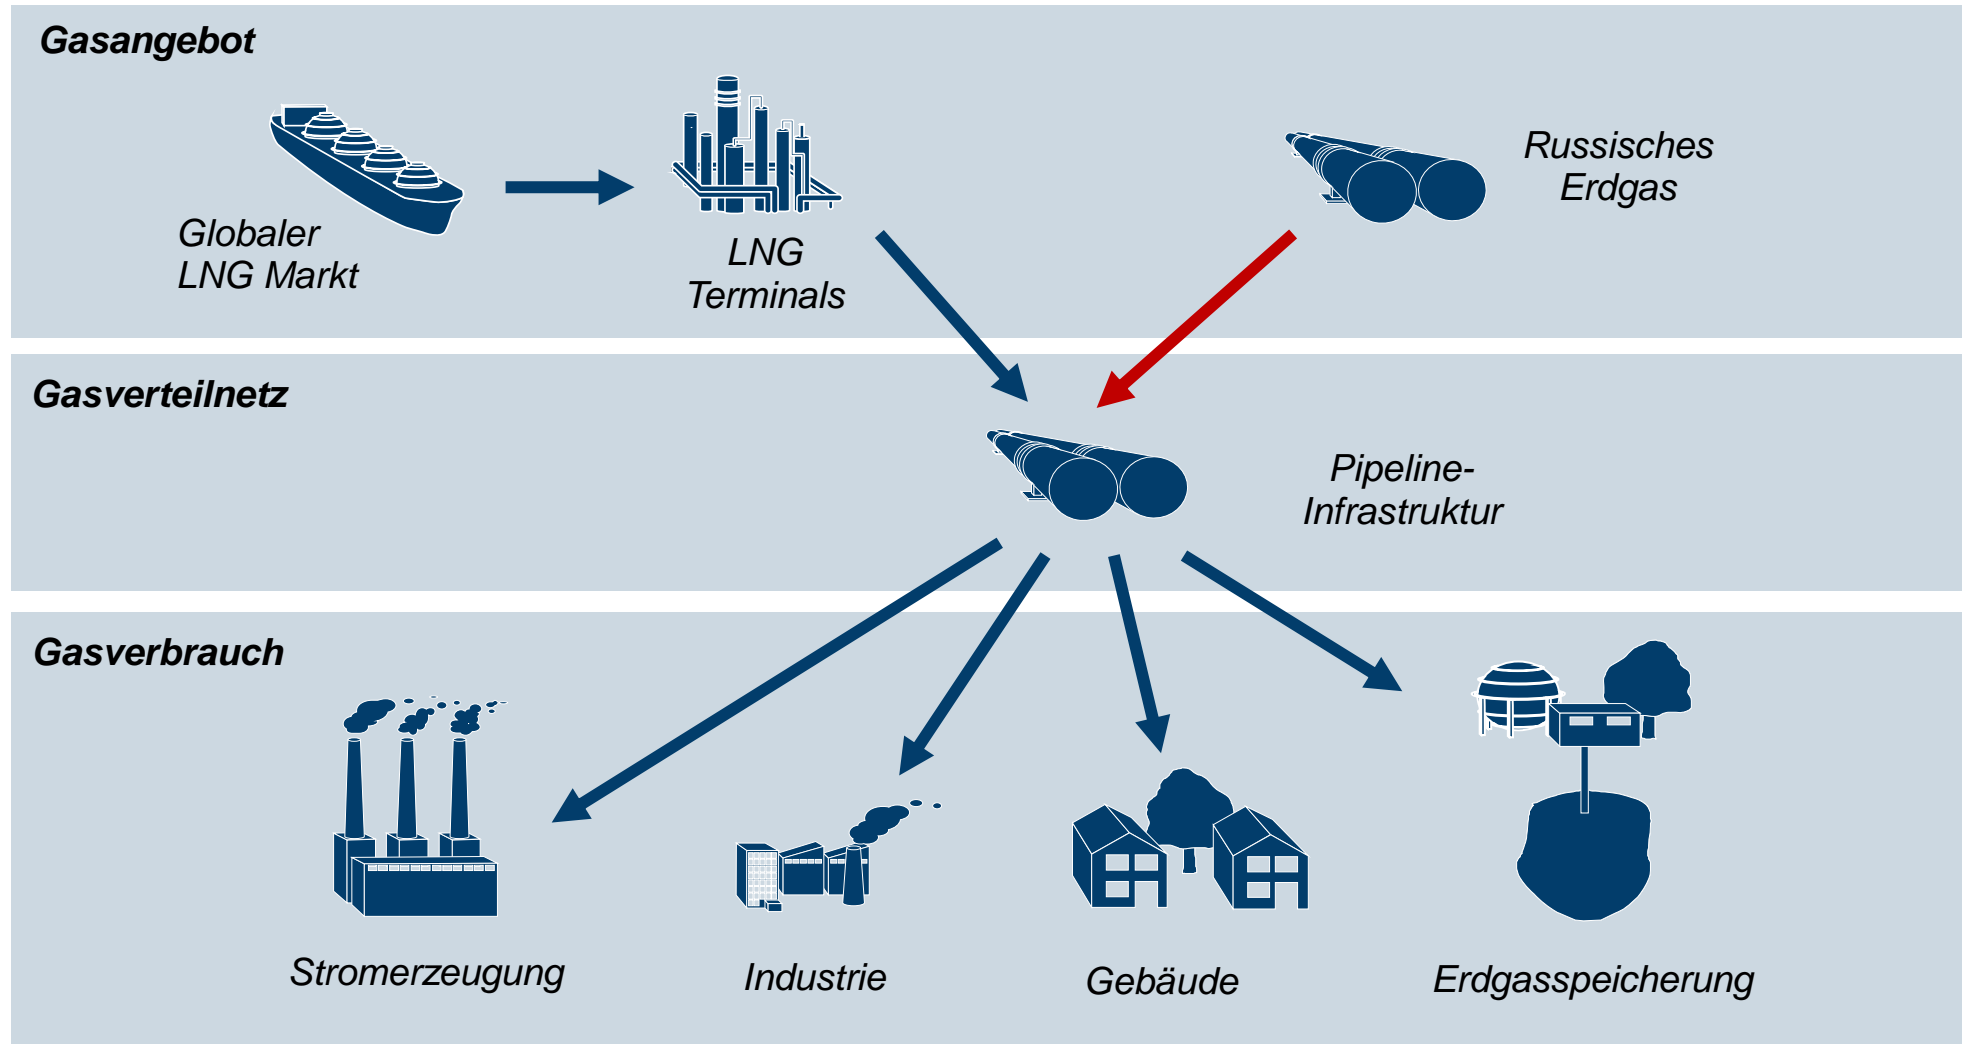 Gasangebot
Globaler
LNG Markt
LNG
Terminals
Russisches
Erdgas
Gasverteilnetz
Pipeline-
Infrastruktur
Gasverbrauch
Stromerzeugung
Industrie
Gebäude
Erdgasspeicherung